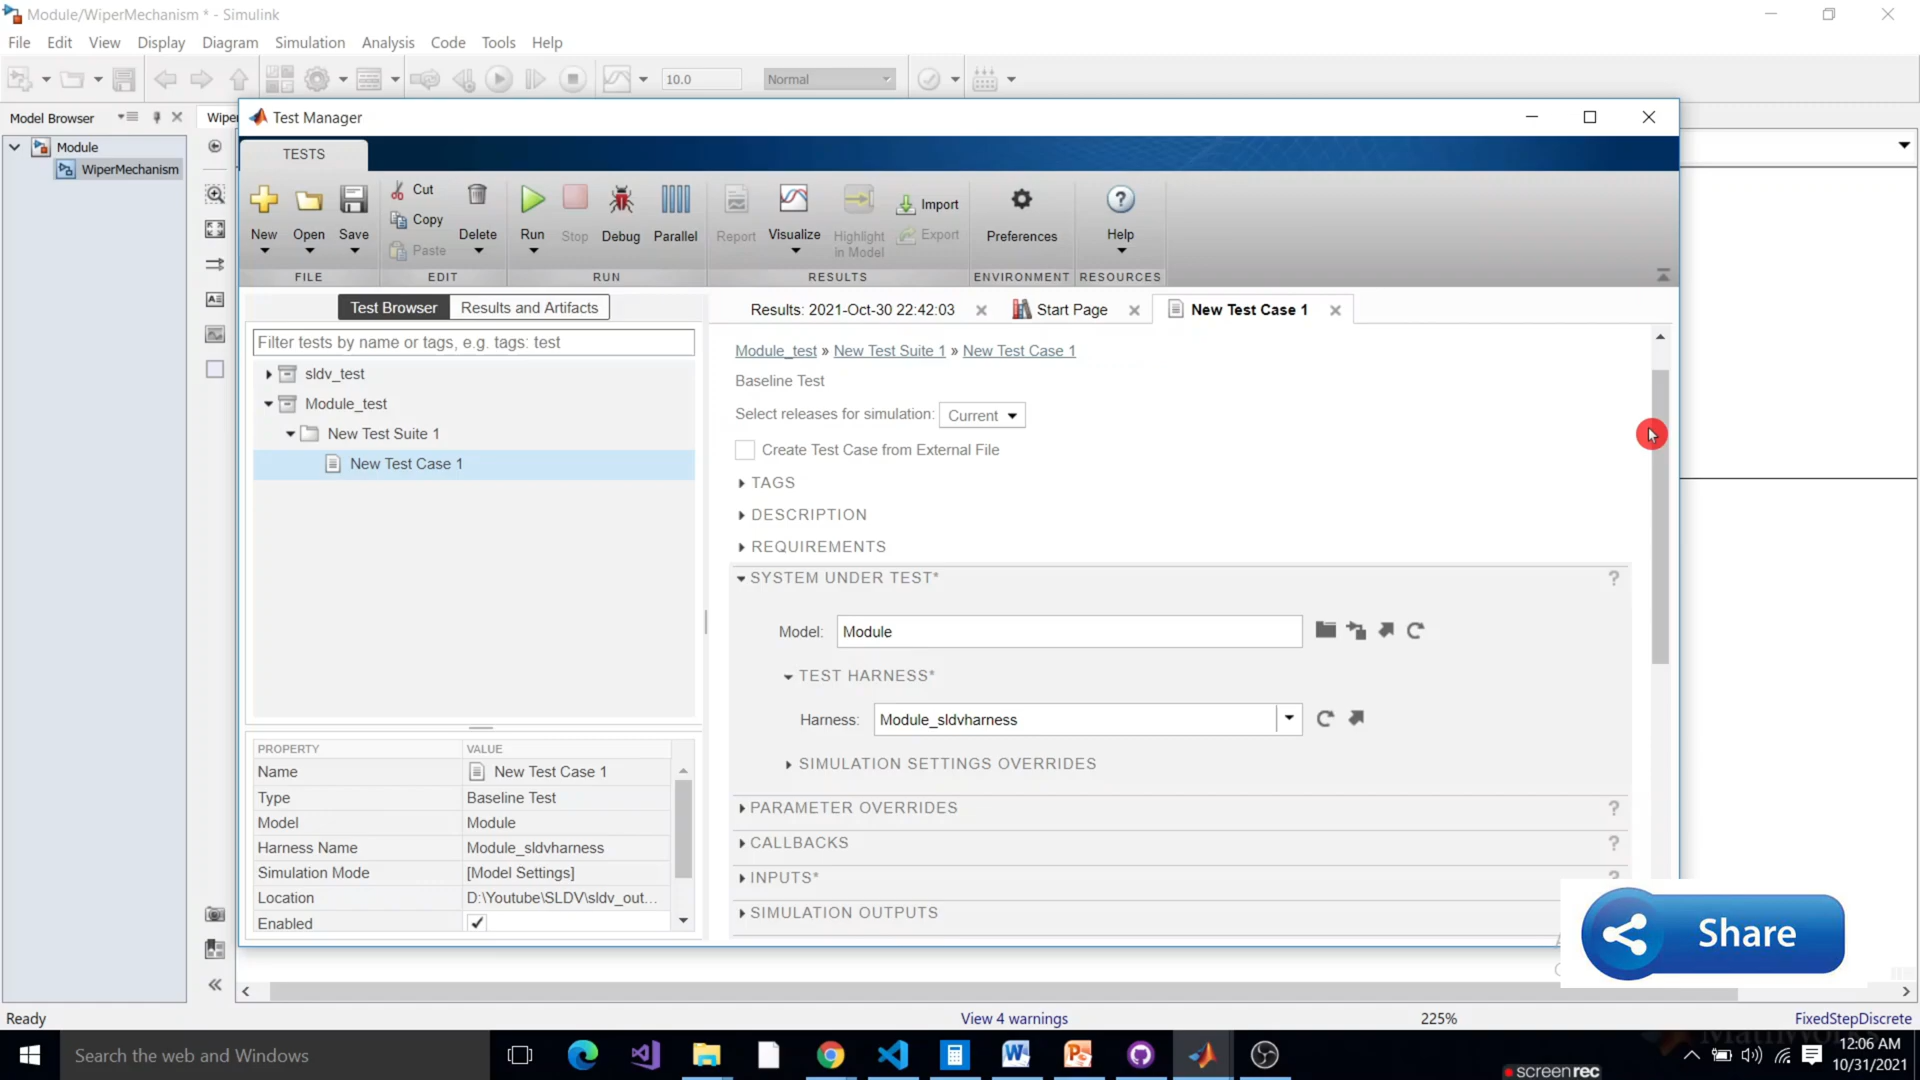 Module/WiperMechanism * - Simulink
File Edit View Display Diagram Simulation Analysis Code Tools Help
10.0 Normal
Model Browser
Wiper
Module
WiperMechanism
Test Manager
TESTS
New Open Save
Cut
Copy
Paste
Delete
Run Stop Debug Parallel
Report Visualize Highlight in Model
Import
Export
Preferences
Help
FILE EDIT RUN RESULTS ENVIRONMENT RESOURCES
Test Browser Results and Artifacts
Filter tests by name or tags, e.g. tags: test
sldv_test
Module_test
New Test Suite 1
New Test Case 1
PROPERTY VALUE
Name New Test Case 1
Type Baseline Test
Model Module
Harness Name Module_sldvharness
Simulation Mode [Model Settings]
Location D:\Youtube\SLDV\sldv_out...
Enabled
Results: 2021-Oct-30 22:42:03 Start Page New Test Case 1
Module_test » New Test Suite 1 » New Test Case 1
Baseline Test
Select releases for simulation: Current
Create Test Case from External File
TAGS
DESCRIPTION
REQUIREMENTS
SYSTEM UNDER TEST* ?
Model: Module
TEST HARNESS*
Harness: Module_sldvharness
SIMULATION SETTINGS OVERRIDES
PARAMETER OVERRIDES ?
CALLBACKS ?
INPUTS* ?
SIMULATION OUTPUTS
Share
Ready View 4 warnings 225% FixedStepDiscrete
Search the web and Windows
12:06 AM
10/31/2021
screenrec